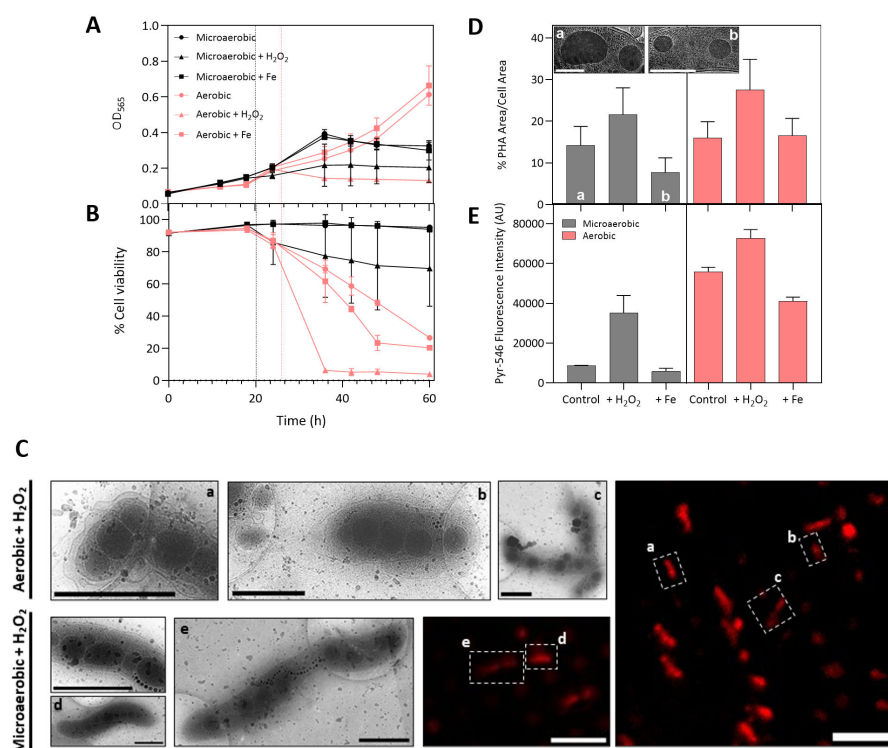 A
1.0
0.8
0.6
0.4
0.2
0.0
OD565
Microaerobic
Microaerobic + H2O2
Microaerobic + Fe
Aerobic
Aerobic + H2O2
Aerobic + Fe
B
100
80
60
40
20
0
% Cell viability
0 20 40 60
Time (h)
D
40
30
20
10
0
% PHA Area/Cell Area
a
b
a
b
E
80000
60000
40000
20000
0
Pyr-546 Fluorescence Intensity (AU)
Microaerobic
Aerobic
Control + H2O2 + Fe Control + H2O2 + Fe
C
Aerobic + H2O2
a
b
c
a
b
c
Microaerobic + H2O2
d
e
e
d